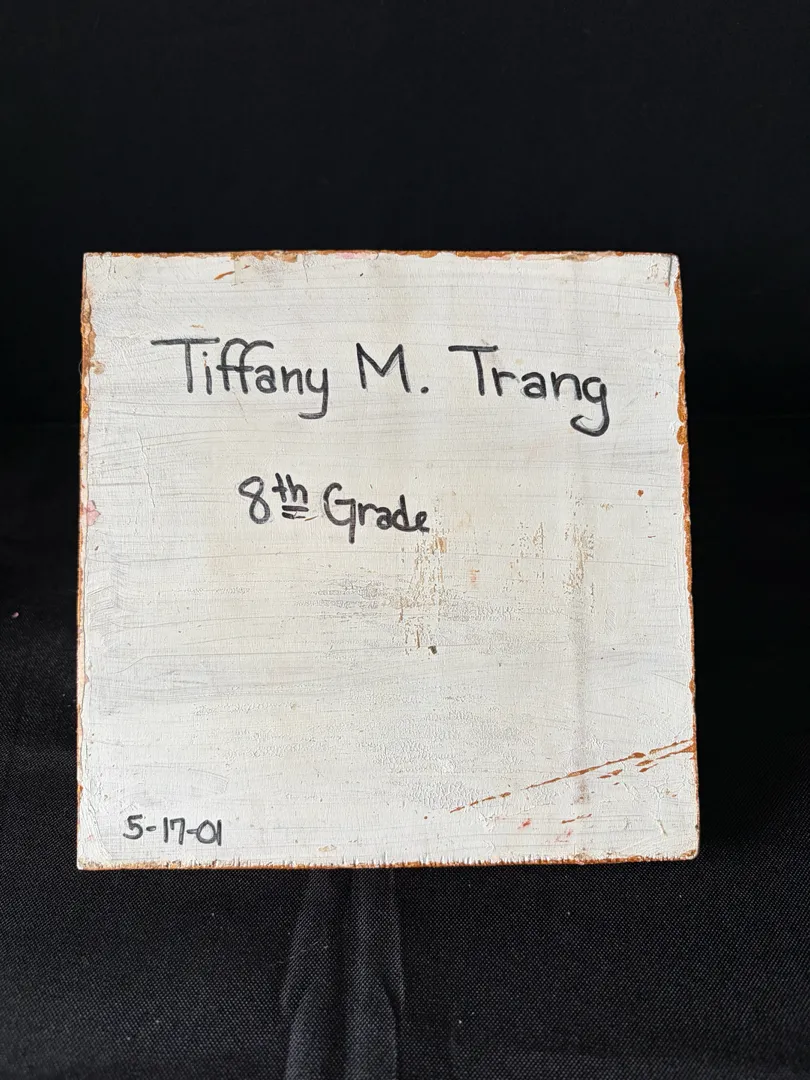 Tiffany M. Trang
8th Grade
5-17-01